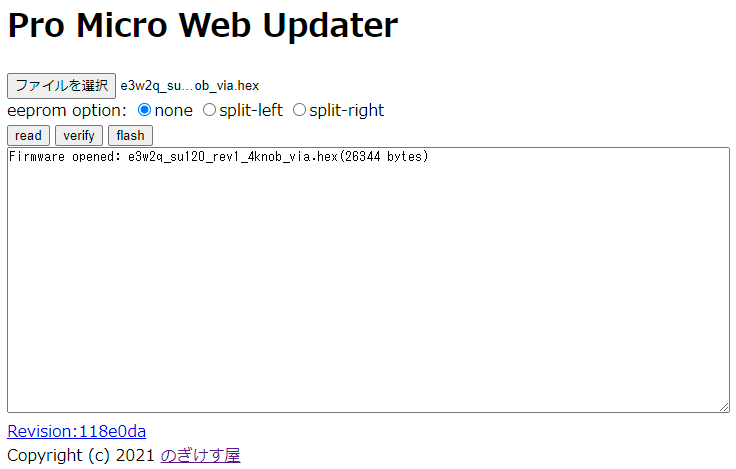 Pro Micro Web Updater
ファイルを選択 e3w2q_su...ob_via.hex
eeprom option: none split-left split-right
read verify flash
Firmware opened: e3w2q_su120_rev1_4knob_via.hex(26344 bytes)
Revision:118e0da
Copyright (c) 2021 のぎけす屋